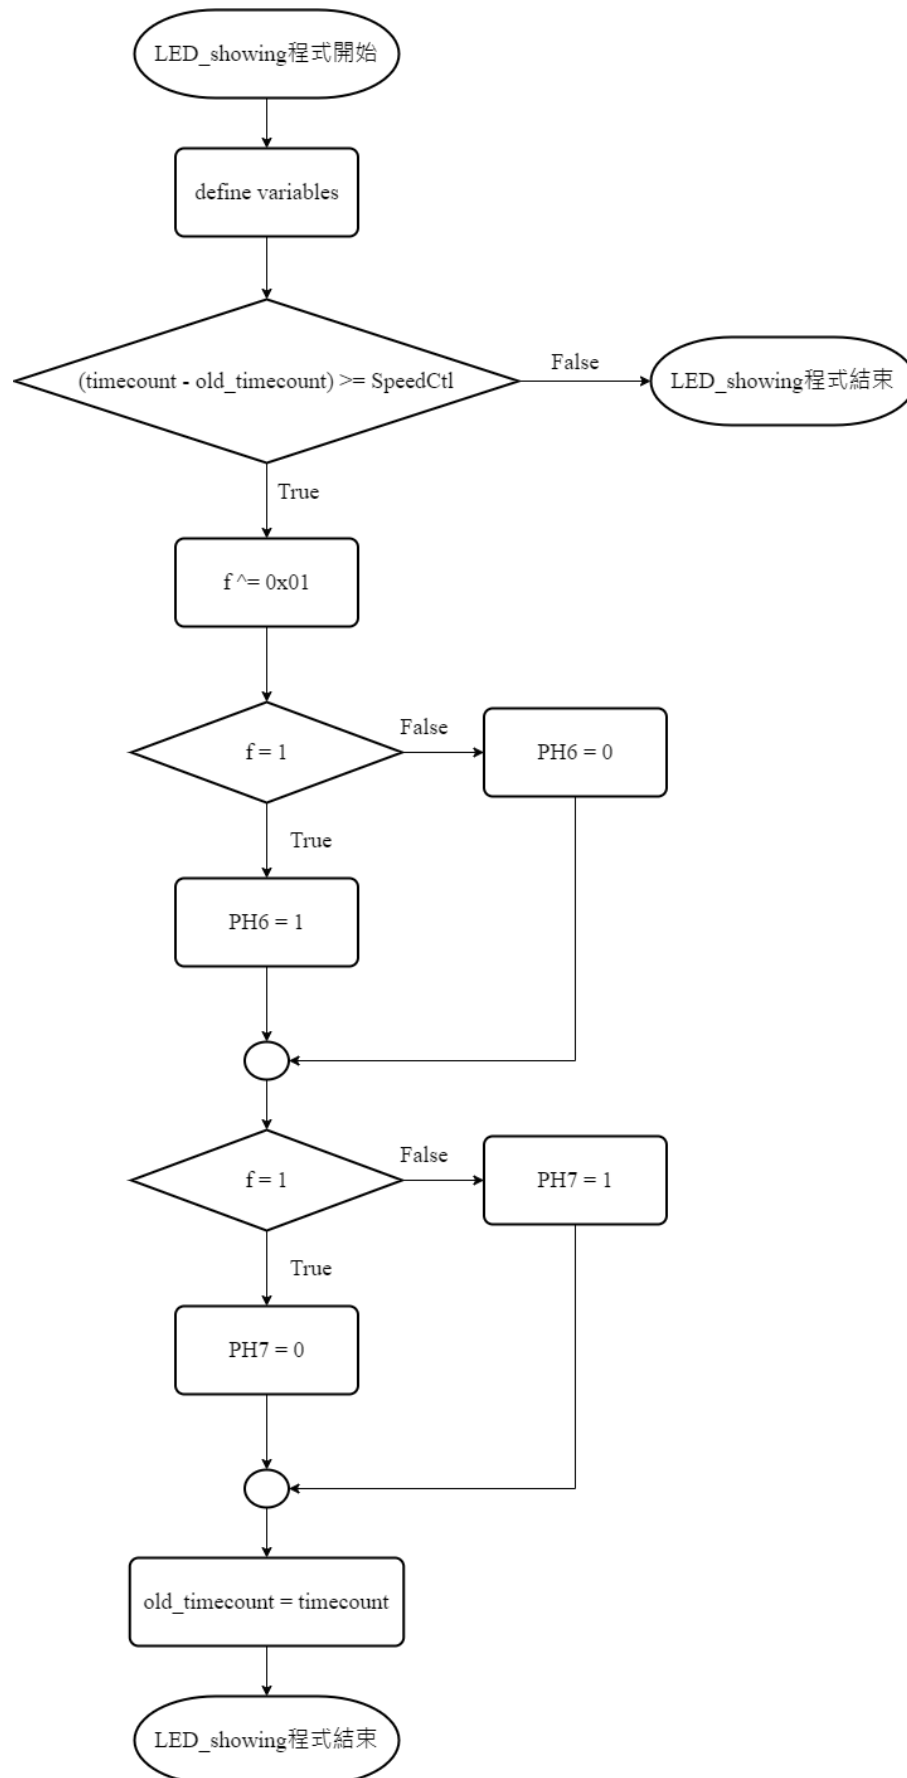 LED_showing程式開始
define variables
(timecount - old_timecount) >= SpeedCtl
False
LED_showing程式結束
True
f ^= 0x01
f = 1
False
PH6 = 0
True
PH6 = 1
f = 1
False
PH7 = 1
True
PH7 = 0
old_timecount = timecount
LED_showing程式結束